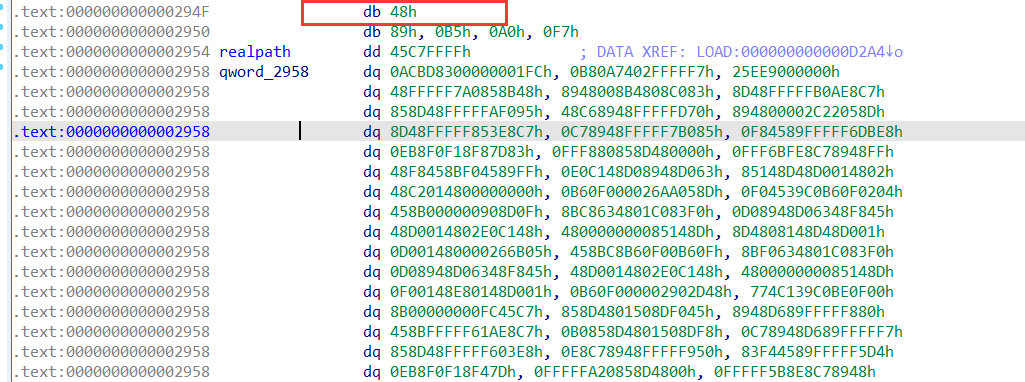 .text:000000000000294F db 48h
.text:0000000000002950 db 89h, 0B5h, 0A0h, 0F7h
.text:0000000000002954 realpath dd 45C7FFFFh ; DATA XREF: LOAD:000000000000D2A4↓o
.text:0000000000002958 qword_2958 dq 0ACBD8300000001FCh, 0B80A7402FFFFF7h, 25EE9000000h
.text:0000000000002958 dq 48FFFFF7A0858B48h, 8948008B4808C083h, 8D48FFFFFB0AE8C7h
.text:0000000000002958 dq 858D48FFFFFAF095h, 48C68948FFFFFD70h, 894800002C22058Dh
.text:0000000000002958 dq 8D48FFFFF853E8C7h, 0C78948FFFFF7B085h, 0F84589FFFFF6DBE8h
.text:0000000000002958 dq 0EB8F0F18F87D83h, 0FFF880858D480000h, 0FFF6BFE8C78948FFh
.text:0000000000002958 dq 48F8458BF04589FFh, 0E0C148D08948D063h, 85148D48D0014802h
.text:0000000000002958 dq 48C2014800000000h, 0B60F000026AA058Dh, 0F04539C0B60F0204h
.text:0000000000002958 dq 458B000000908D0Fh, 8BC8634801C083F0h, 0D08948D06348F845h
.text:0000000000002958 dq 48D0014802E0C148h, 480000000085148Dh, 8D4808148D48D001h
.text:0000000000002958 dq 0D001480000266B05h, 458BC8B60F00B60Fh, 8BF0634801C083F0h
.text:0000000000002958 dq 0D08948D06348F845h, 48D0014802E0C148h, 480000000085148Dh
.text:0000000000002958 dq 0F00148E80148D001h, 0B60F000002902D48h, 774C139C0BE0F00h
.text:0000000000002958 dq 8B00000000FC45C7h, 858D4801508DF045h, 8948D689FFFFF880h
.text:0000000000002958 dq 458BFFFFF61AE8C7h, 0B0858D4801508DF8h, 0C78948D689FFFFF7h
.text:0000000000002958 dq 858D48FFFFF603E8h, 0E8C78948FFFFF950h, 83F44589FFFFF5D4h
.text:0000000000002958 dq 0EB8F0F18F47Dh, 0FFFFFA20858D4800h, 0FFFFF5B8E8C78948h